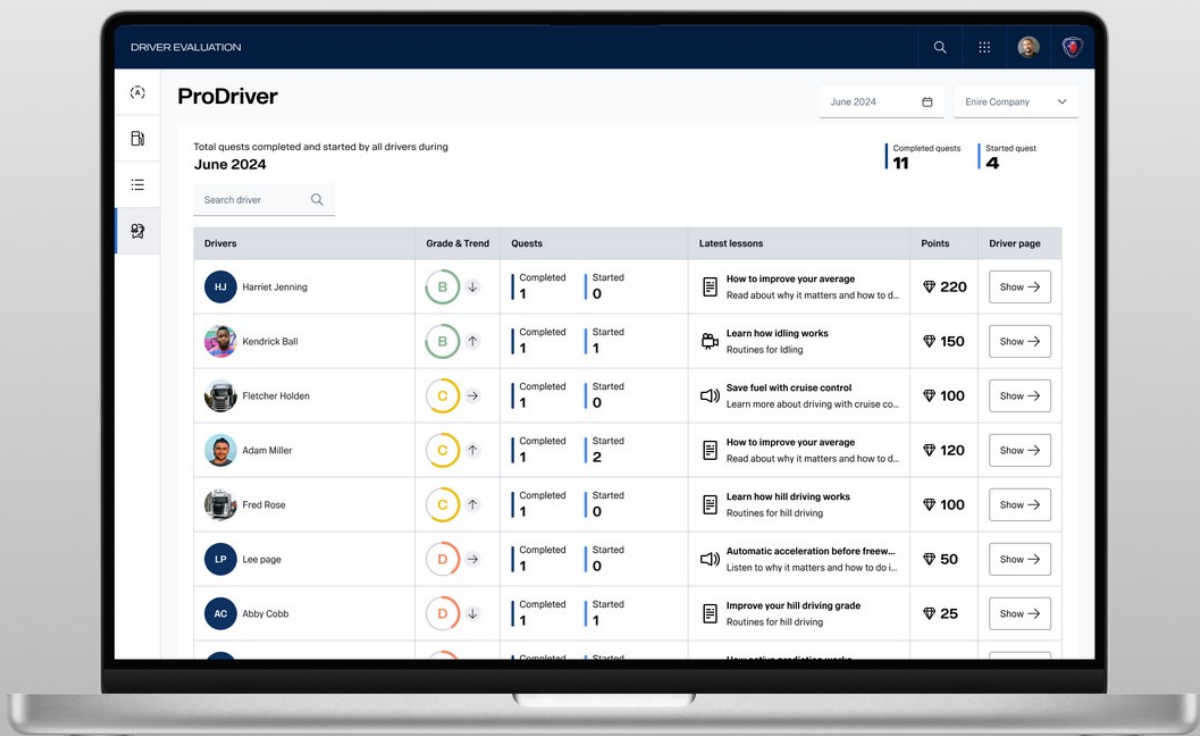 DRIVER EVALUATION
ProDriver
June 2024
Enire Company
Total quests completed and started by all drivers during
June 2024
Completed quests
11
Started quest
4
Search driver
Drivers Grade & Trend Quests Latest lessons Points Driver page
HJ Harriet Jenning B Completed 1 Started 0
How to improve your average
Read about why it matters and how to d...
220 Show
Kendrick Ball B Completed 1 Started 1
Learn how idling works
Routines for Idling
150 Show
Fletcher Holden C Completed 1 Started 0
Save fuel with cruise control
Learn more about driving with cruise co...
100 Show
Adam Miller C Completed 1 Started 2
How to improve your average
Read about why it matters and how to d...
120 Show
Fred Rose C Completed 1 Started 0
Learn how hill driving works
Routines for hill driving
100 Show
LP Lee page D Completed 1 Started 0
Automatic acceleration before freew...
Listen to why it matters and how to do i...
50 Show
AC Abby Cobb D Completed 1 Started 1
Improve your hill driving grade
Routines for hill driving
25 Show
Completed Started